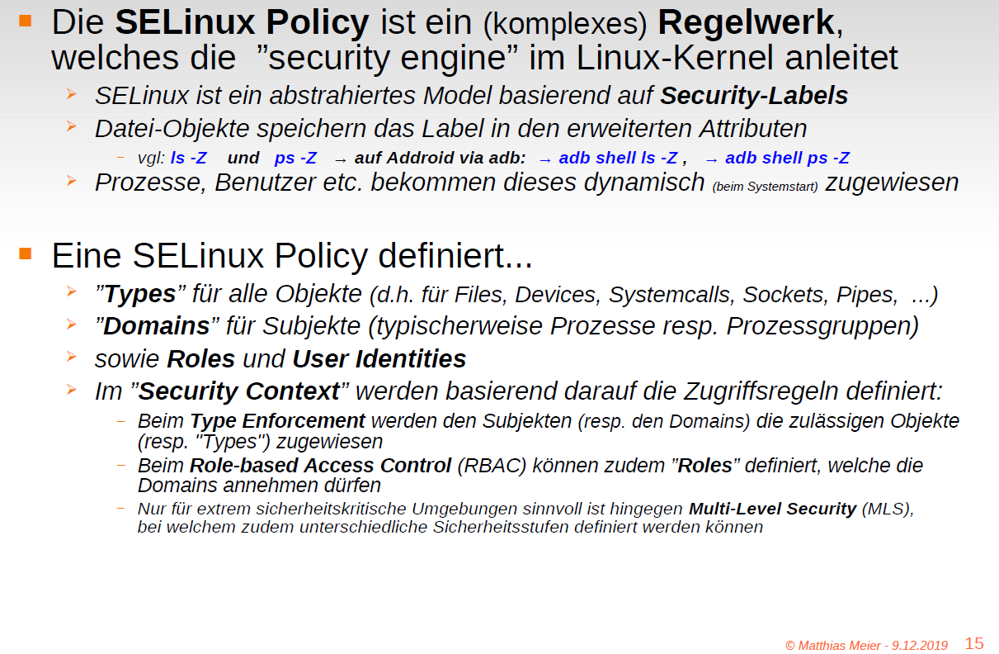 Die SELinux Policy ist ein (komplexes) Regelwerk,
welches die ”security engine” im Linux-Kernel anleitet
SELinux ist ein abstrahiertes Model basierend auf Security-Labels
Datei-Objekte speichern das Label in den erweiterten Attributen
– vgl: ls -Z und ps -Z → auf Addroid via adb: → adb shell ls -Z , → adb shell ps -Z
Prozesse, Benutzer etc. bekommen dieses dynamisch (beim Systemstart) zugewiesen
Eine SELinux Policy definiert...
”Types” für alle Objekte (d.h. für Files, Devices, Systemcalls, Sockets, Pipes, ...)
”Domains” für Subjekte (typischerweise Prozesse resp. Prozessgruppen)
sowie Roles und User Identities
Im ”Security Context” werden basierend darauf die Zugriffsregeln definiert:
– Beim Type Enforcement werden den Subjekten (resp. den Domains) die zulässigen Objekte
(resp. "Types") zugewiesen
– Beim Role-based Access Control (RBAC) können zudem ”Roles” definiert, welche die
Domains annehmen dürfen
– Nur für extrem sicherheitskritische Umgebungen sinnvoll ist hingegen Multi-Level Security (MLS),
bei welchem zudem unterschiedliche Sicherheitsstufen definiert werden können
© Matthias Meier - 9.12.2019 15